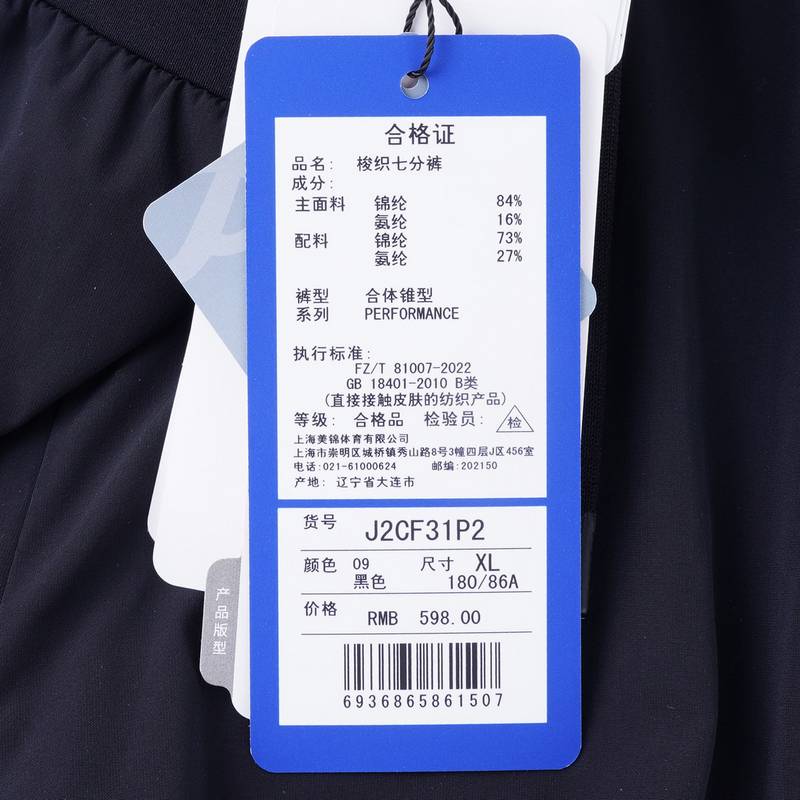 合格证
品名: 梭织七分裤
成分:
主面料 锦纶 84%
氨纶 16%
配料 锦纶 73%
氨纶 27%
裤型 合体锥型
系列 PERFORMANCE
执行标准:
FZ/T 81007-2022
GB 18401-2010 B类
(直接接触皮肤的纺织产品)
等级: 合格品 检验员: 检
上海美锦体育有限公司
上海市崇明区城桥镇秀山路8号3幢四层J区456室
电话:021-61000624 邮编:202150
产地: 辽宁省大连市
货号 J2CF31P2
颜色 09 尺寸 XL
黑色 180/86A
价格 RMB 598.00
6936865861507
产品版型